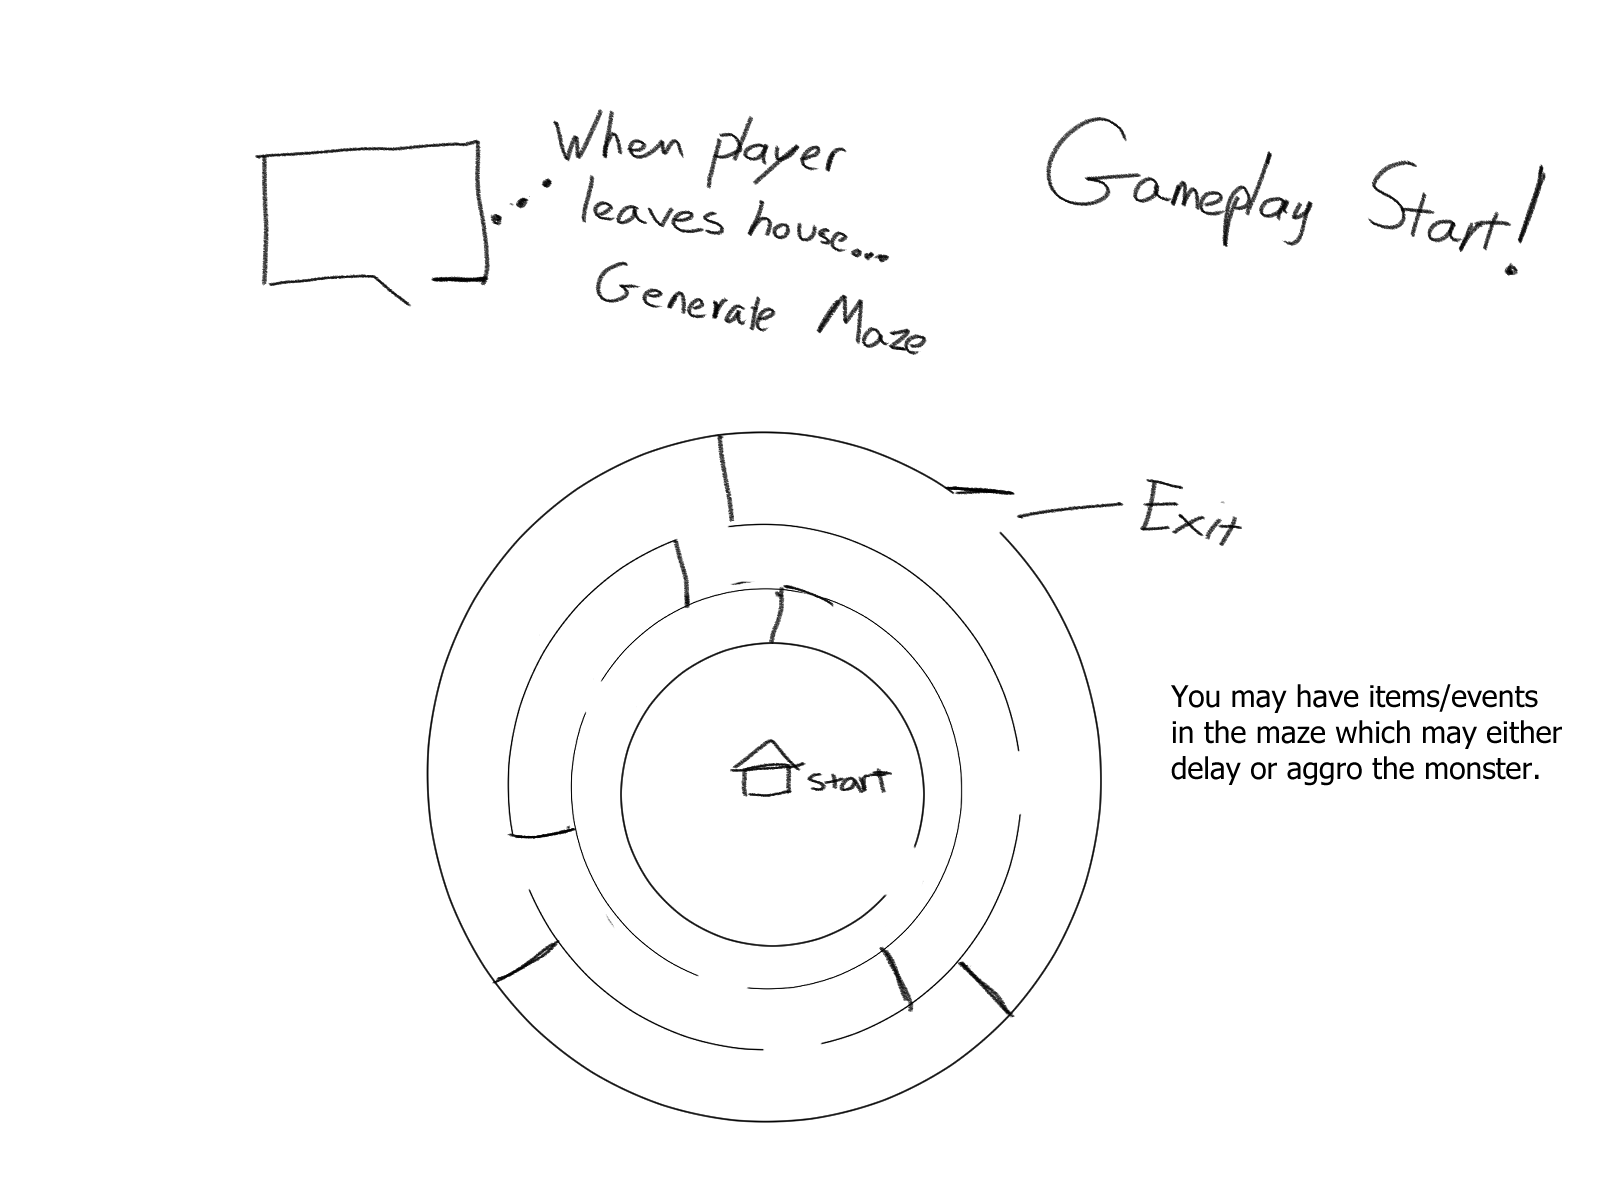 When player
leaves house...
Generate Maze
Gameplay Start!
Exit
start
You may have items/events
in the maze which may either
delay or aggro the monster.